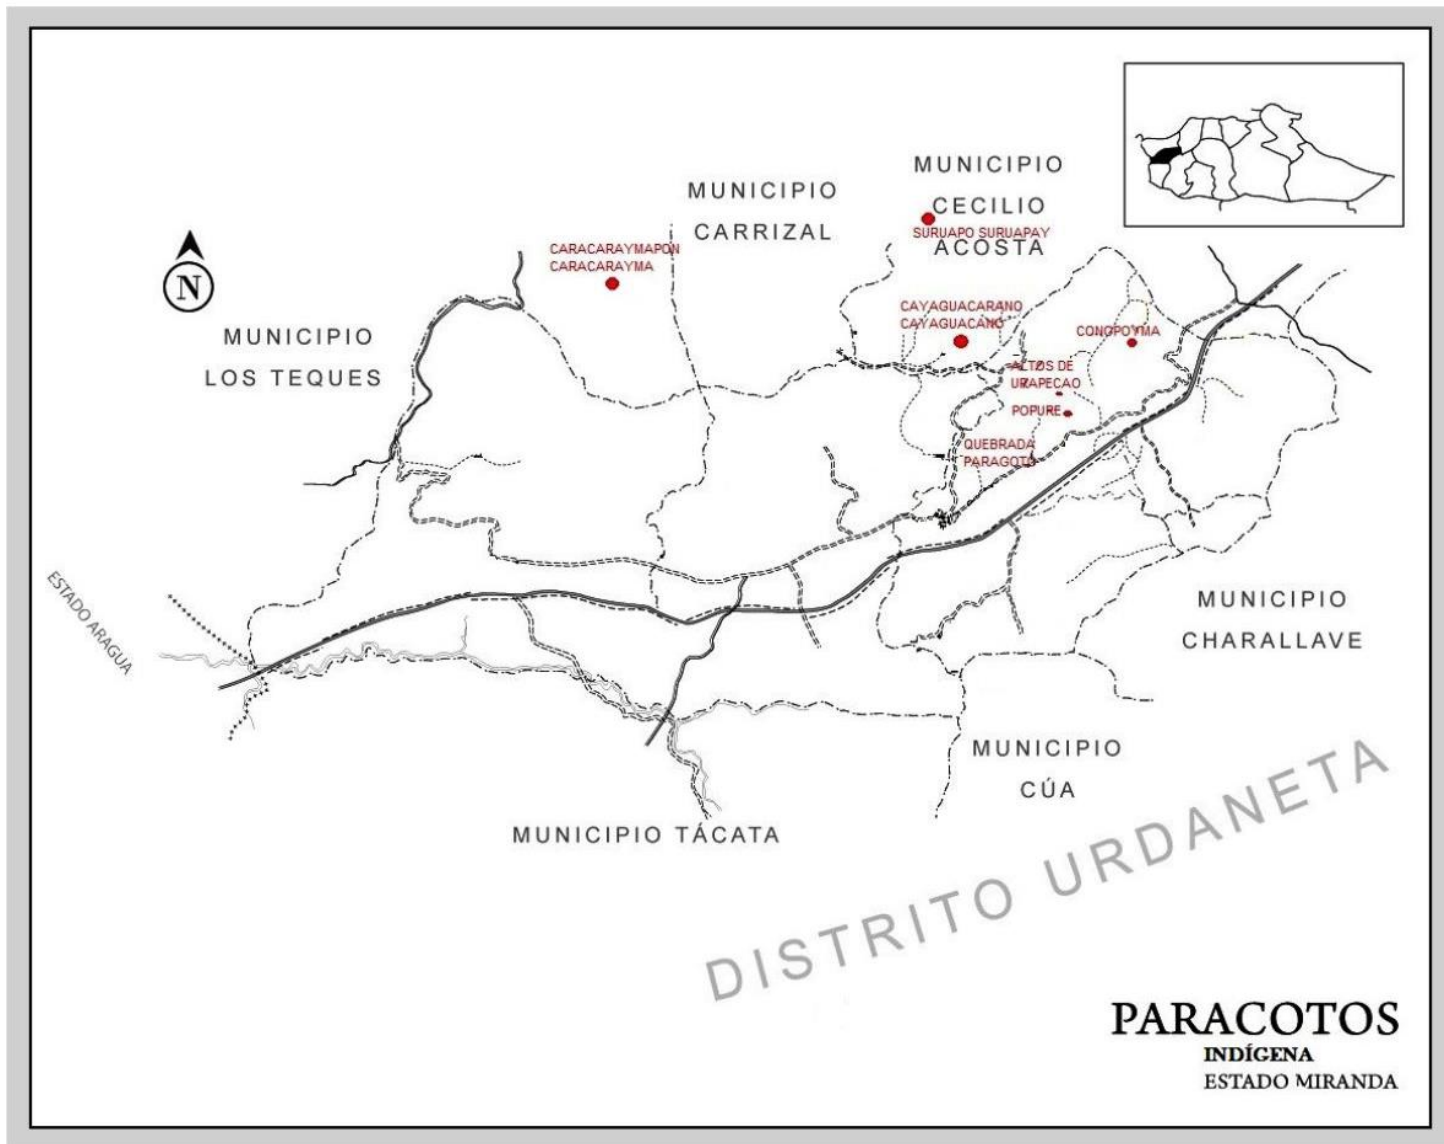 MUNICIPIO
CECILIO
ACOSTA
MUNICIPIO
CARRIZAL
SURUAPO SURUAPAY
CARACARAYMAPON
CARACARAYMA
N
MUNICIPIO
LOS TEQUES
CAYAGUACARANO
CAYAGUACANO
CONOPOYMA
ALTOS DE
URAPECAO
POPURE
QUEBRADA
PARAGOTO
ESTADO ARAGUA
MUNICIPIO
CHARALLAVE
MUNICIPIO
CÚA
MUNICIPIO TÁCATA
DISTRITO URDANETA
PARACOTOS
INDÍGENA
ESTADO MIRANDA